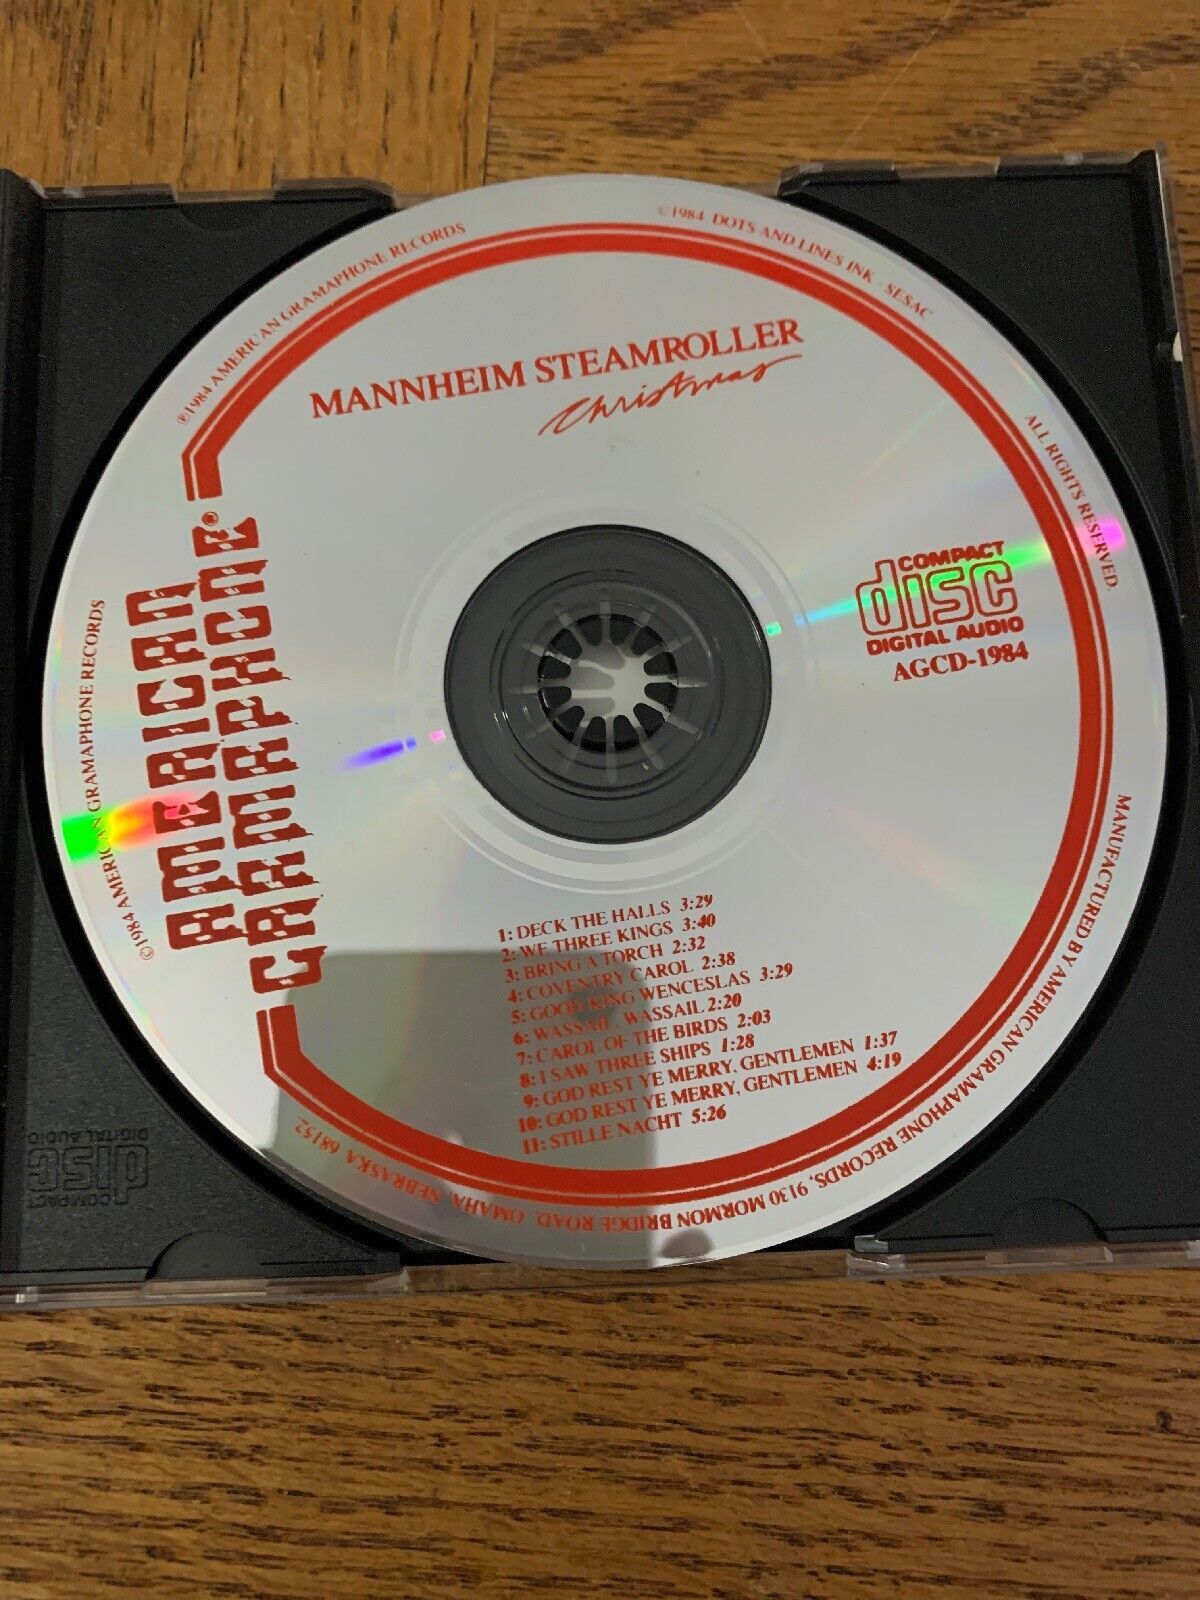 ℗1984 AMERICAN GRAMAPHONE RECORDS
©1984 DOTS AND LINES INK · SESAC
ALL RIGHTS RESERVED.
MANNHEIM STEAMROLLER
Christmas
AMERICAN
GRAMAPHONE®
©1984 AMERICAN GRAMAPHONE RECORDS
COMPACT
disc
DIGITAL AUDIO
AGCD-1984
1: DECK THE HALLS 3:29
2: WE THREE KINGS 3:40
3: BRING A TORCH 2:32
4: COVENTRY CAROL 2:38
5: GOOD KING WENCESLAS 3:29
6: WASSAIL, WASSAIL 2:20
7: CAROL OF THE BIRDS 2:03
8: I SAW THREE SHIPS 1:28
9: GOD REST YE MERRY, GENTLEMEN 1:37
10: GOD REST YE MERRY, GENTLEMEN 4:19
11: STILLE NACHT 5:26
MANUFACTURED BY AMERICAN GRAMAPHONE RECORDS, 9130 MORMON BRIDGE ROAD, OMAHA, NEBRASKA 68152
COMPACT
disc
DIGITAL AUDIO